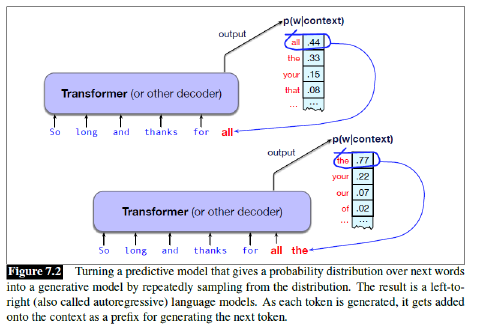 p(w|context)
output
all .44
the .33
your .15
that .08
... ...
Transformer (or other decoder)
So long and thanks for all
p(w|context)
output
the .77
your .22
our .07
of .02
... ...
Transformer (or other decoder)
So long and thanks for all the
Figure 7.2 Turning a predictive model that gives a probability distribution over next words
into a generative model by repeatedly sampling from the distribution. The result is a left-to-
right (also called autoregressive) language models. As each token is generated, it gets added
onto the context as a prefix for generating the next token.